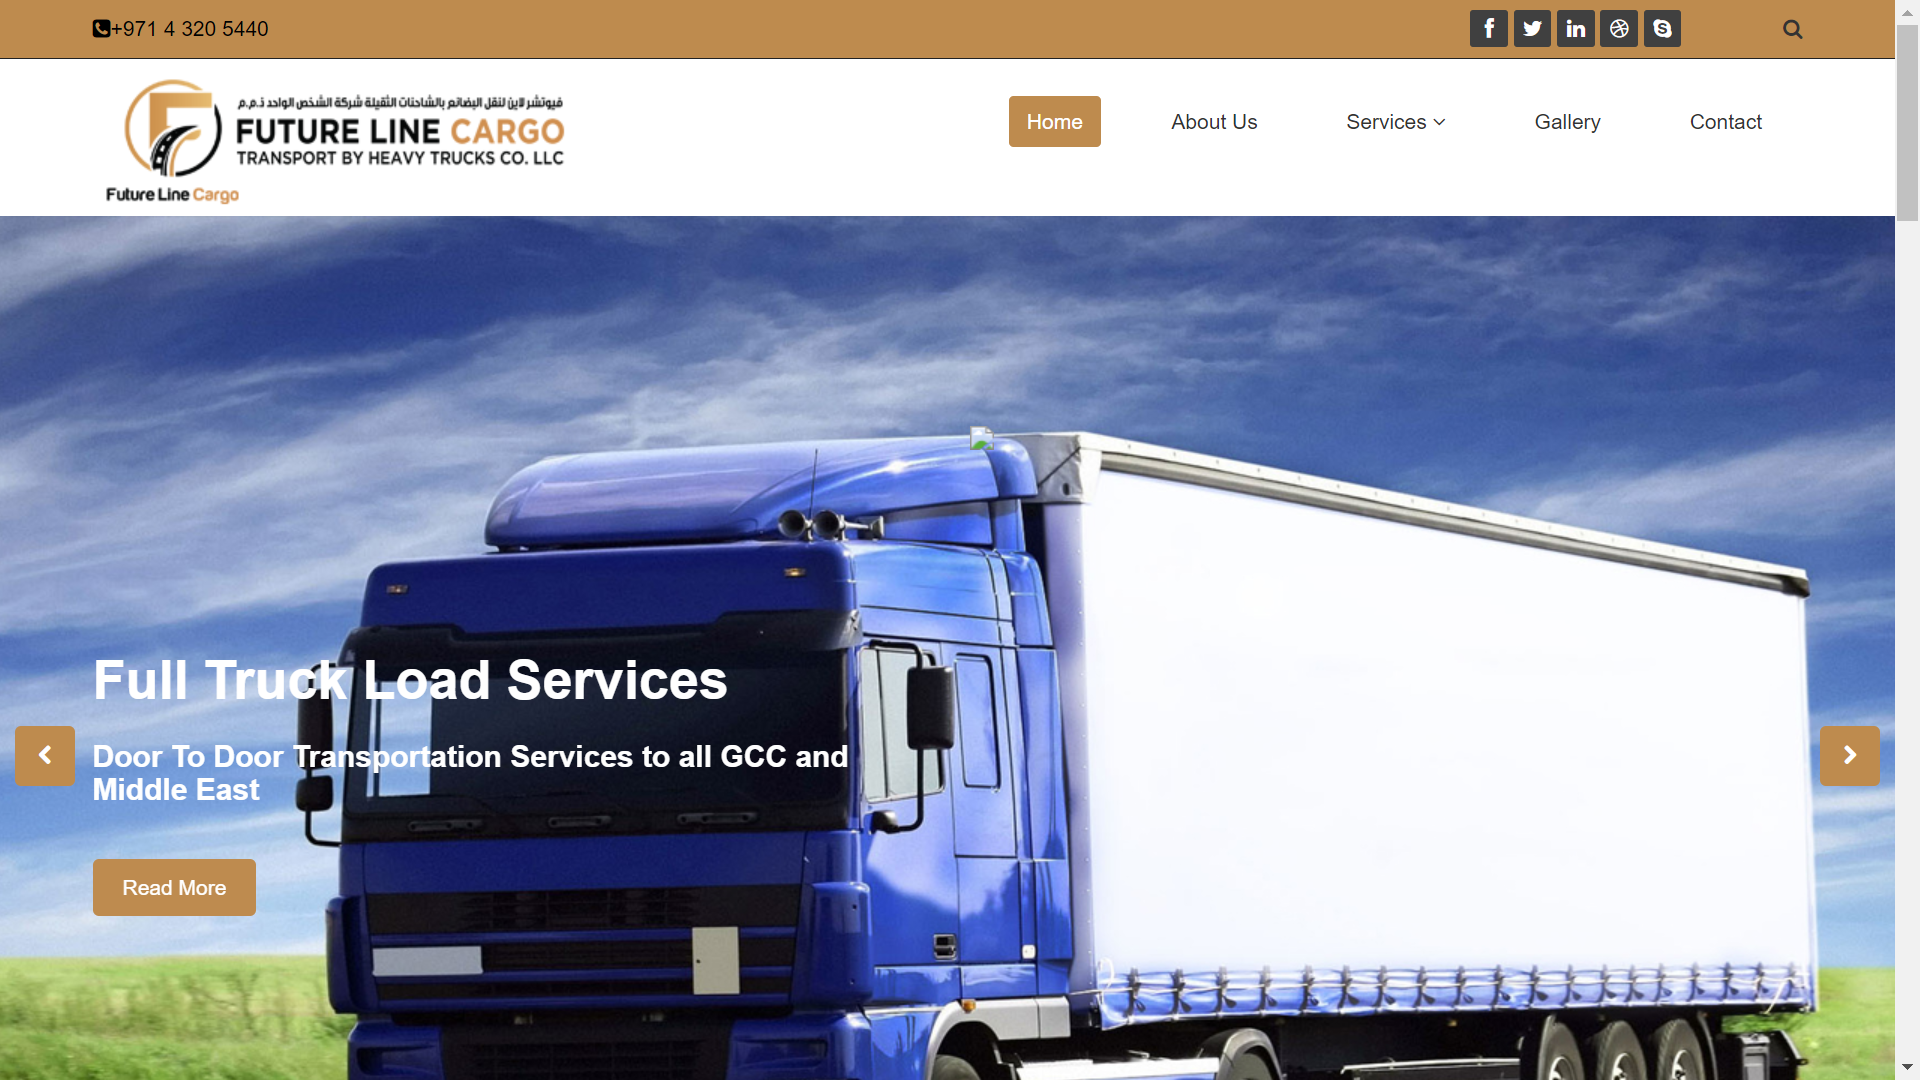 +971 4 320 5440
فيوتشر لاين لنقل البضائع بالشاحنات الثقيلة شركة الشخص الواحد ذ.م.م
FUTURE LINE CARGO
TRANSPORT BY HEAVY TRUCKS CO. LLC
Future Line Cargo
Home
About Us
Services
Gallery
Contact
Full Truck Load Services
Door To Door Transportation Services to all GCC and
Middle East
Read More